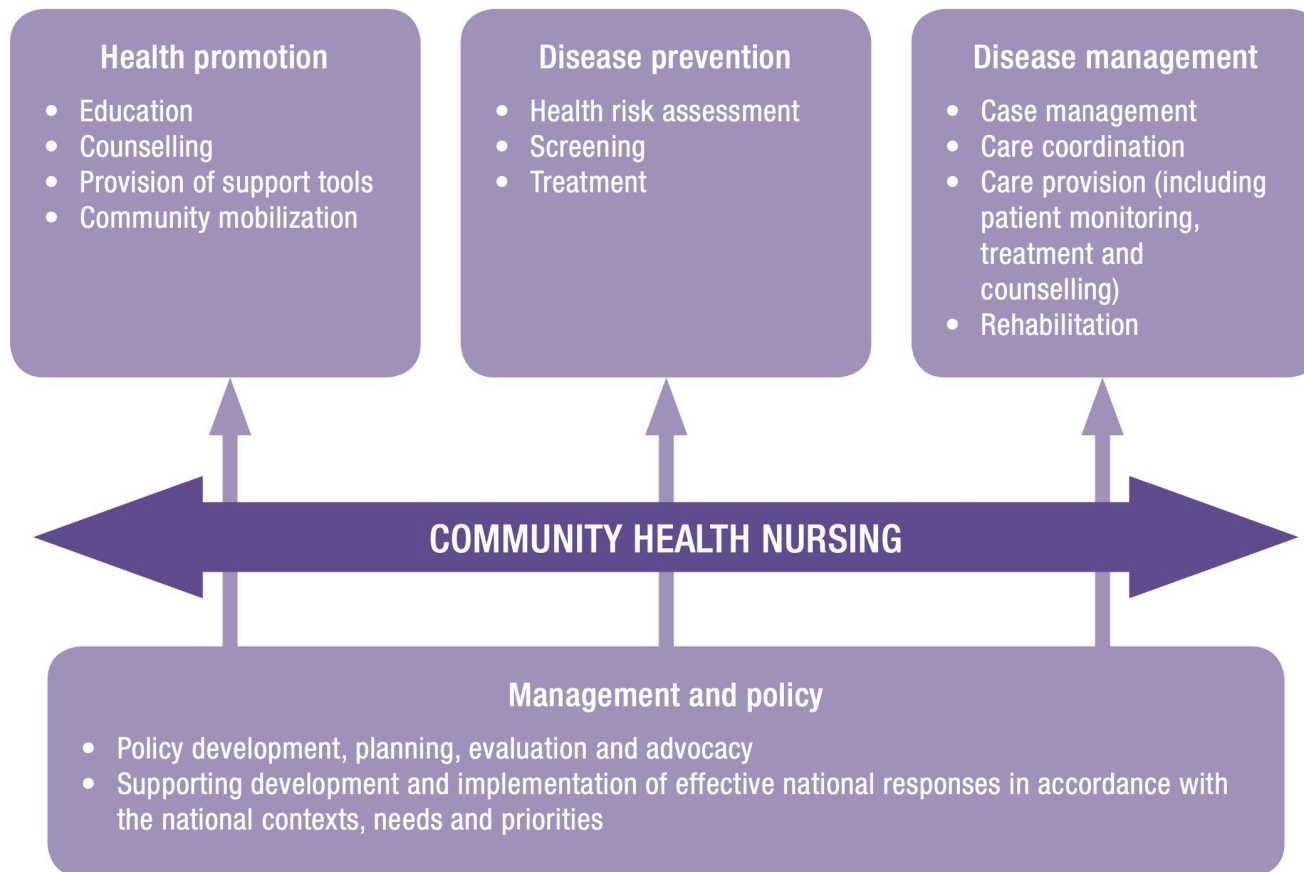 Health promotion
• Education
• Counselling
• Provision of support tools
• Community mobilization
Disease prevention
• Health risk assessment
• Screening
• Treatment
Disease management
• Case management
• Care coordination
• Care provision (including
patient monitoring,
treatment and
counselling)
• Rehabilitation
COMMUNITY HEALTH NURSING
Management and policy
• Policy development, planning, evaluation and advocacy
• Supporting development and implementation of effective national responses in accordance with
the national contexts, needs and priorities